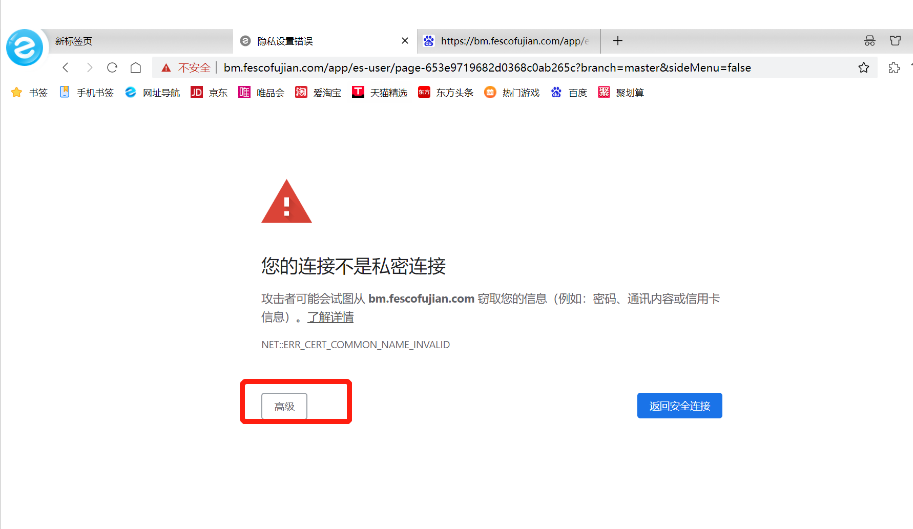 新标签页
隐私设置错误
https://bm.fescofujian.com/app/e
不安全
bm.fescofujian.com/app/es-user/page-653e9719682d0368c0ab265c?branch=master&sideMenu=false
书签 手机书签 网址导航 JD 京东 唯 唯品会 淘 爱淘宝 T 天猫精选 东方 东方头条 热门游戏 百度 聚 聚划算
您的连接不是私密连接
攻击者可能会试图从 bm.fescofujian.com 窃取您的信息（例如：密码、通讯内容或信用卡
信息）。了解详情
NET::ERR_CERT_COMMON_NAME_INVALID
高级
返回安全连接